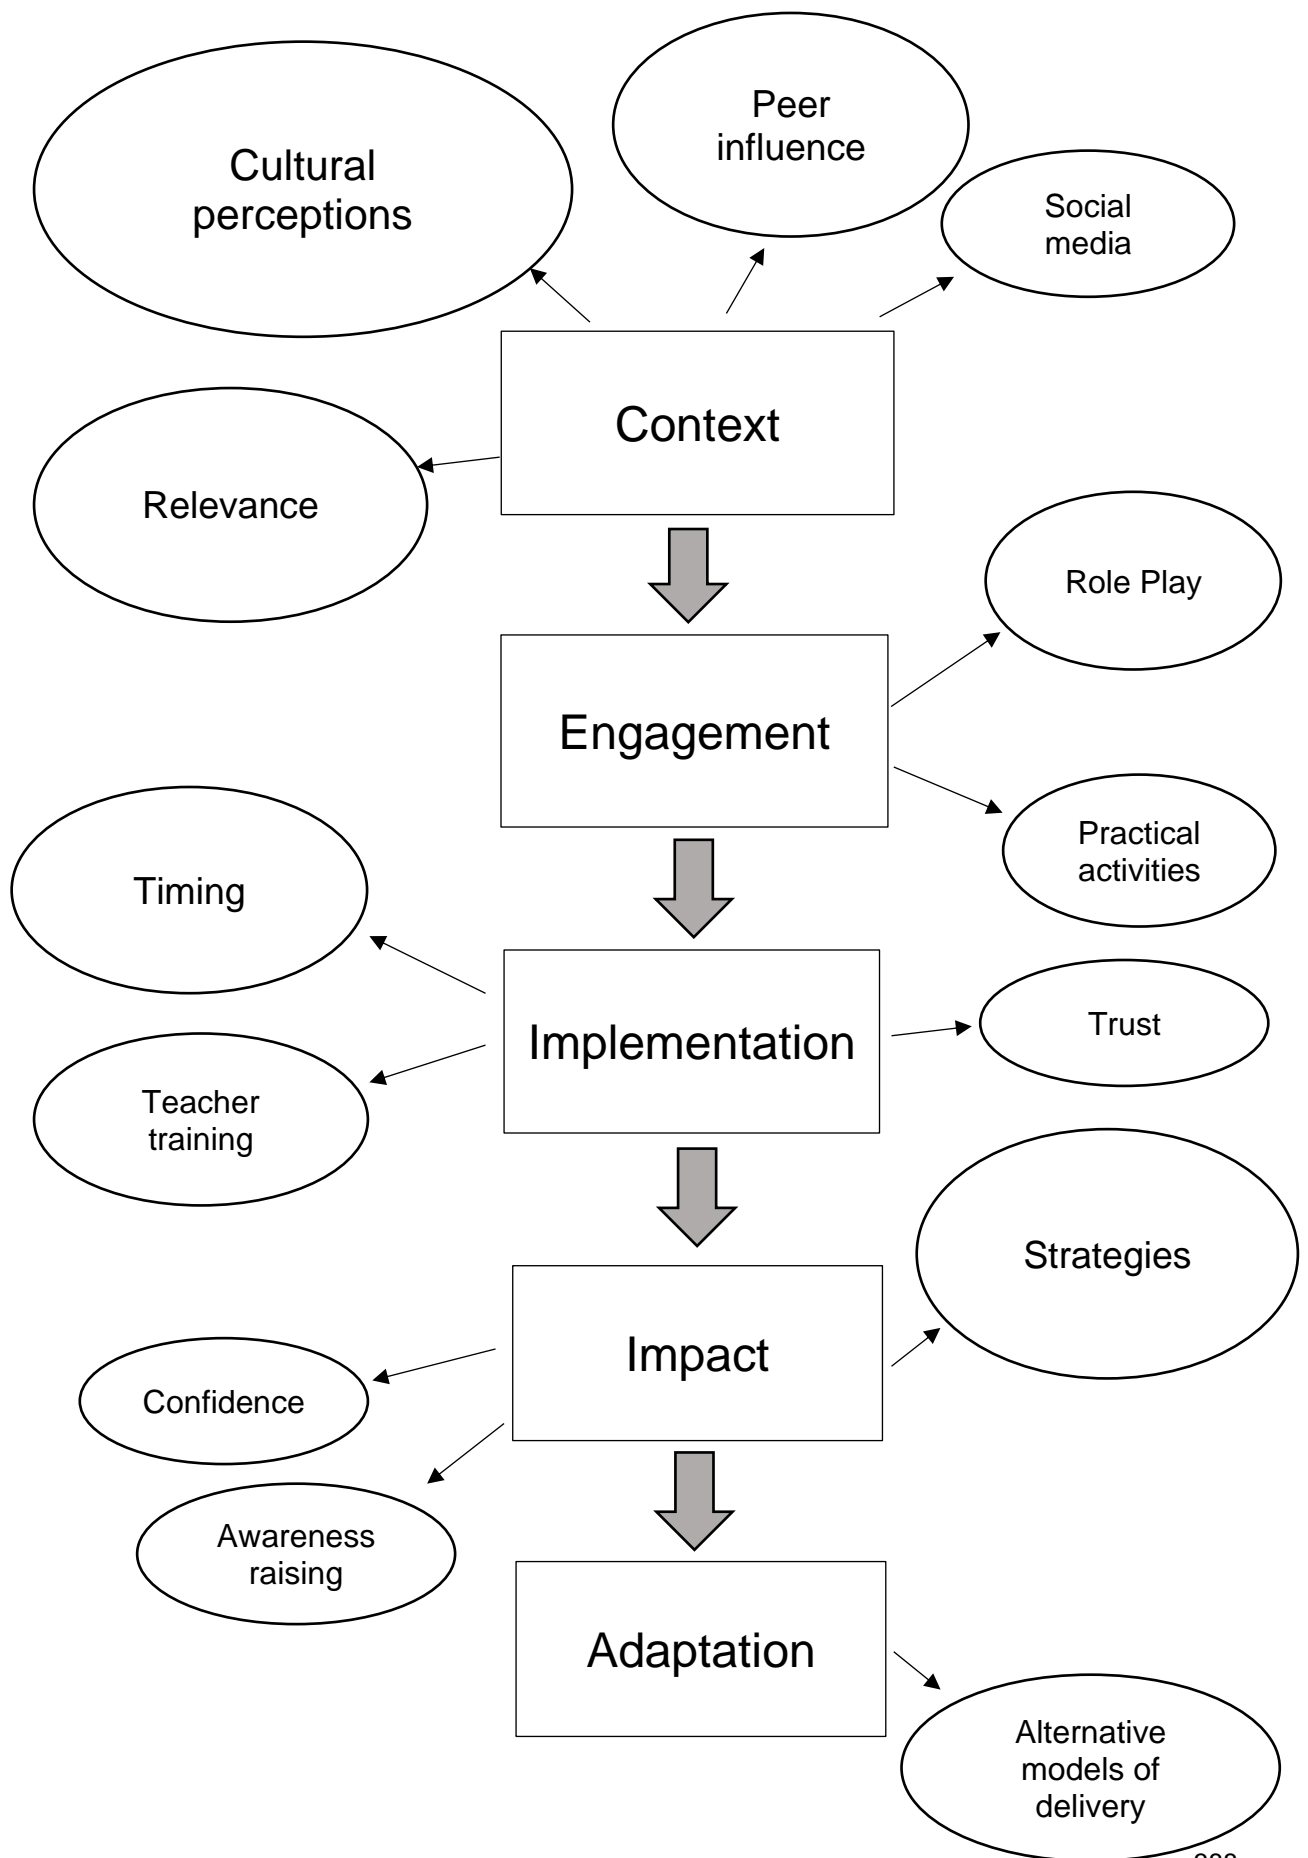 Peer
influence
Cultural
perceptions
Social
media
Context
Relevance
Role Play
Engagement
Practical
activities
Timing
Trust
Implementation
Teacher
training
Strategies
Impact
Confidence
Awareness
raising
Adaptation
Alternative
models of
delivery